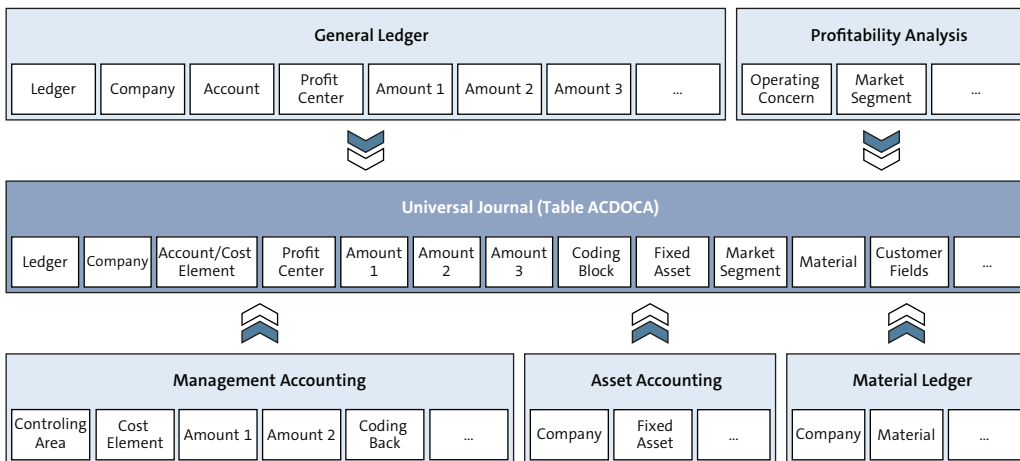 General Ledger
Ledger
Company
Account
Profit
Center
Amount 1
Amount 2
Amount 3
...
Profitability Analysis
Operating
Concern
Market
Segment
...
Universal Journal (Table ACDOCA)
Ledger
Company
Account/Cost
Element
Profit
Center
Amount
1
Amount
2
Amount
3
Coding
Block
Fixed
Asset
Market
Segment
Material
Customer
Fields
...
Management Accounting
Controling
Area
Cost
Element
Amount 1
Amount 2
Coding
Back
...
Asset Accounting
Company
Fixed
Asset
...
Material Ledger
Company
Material
...